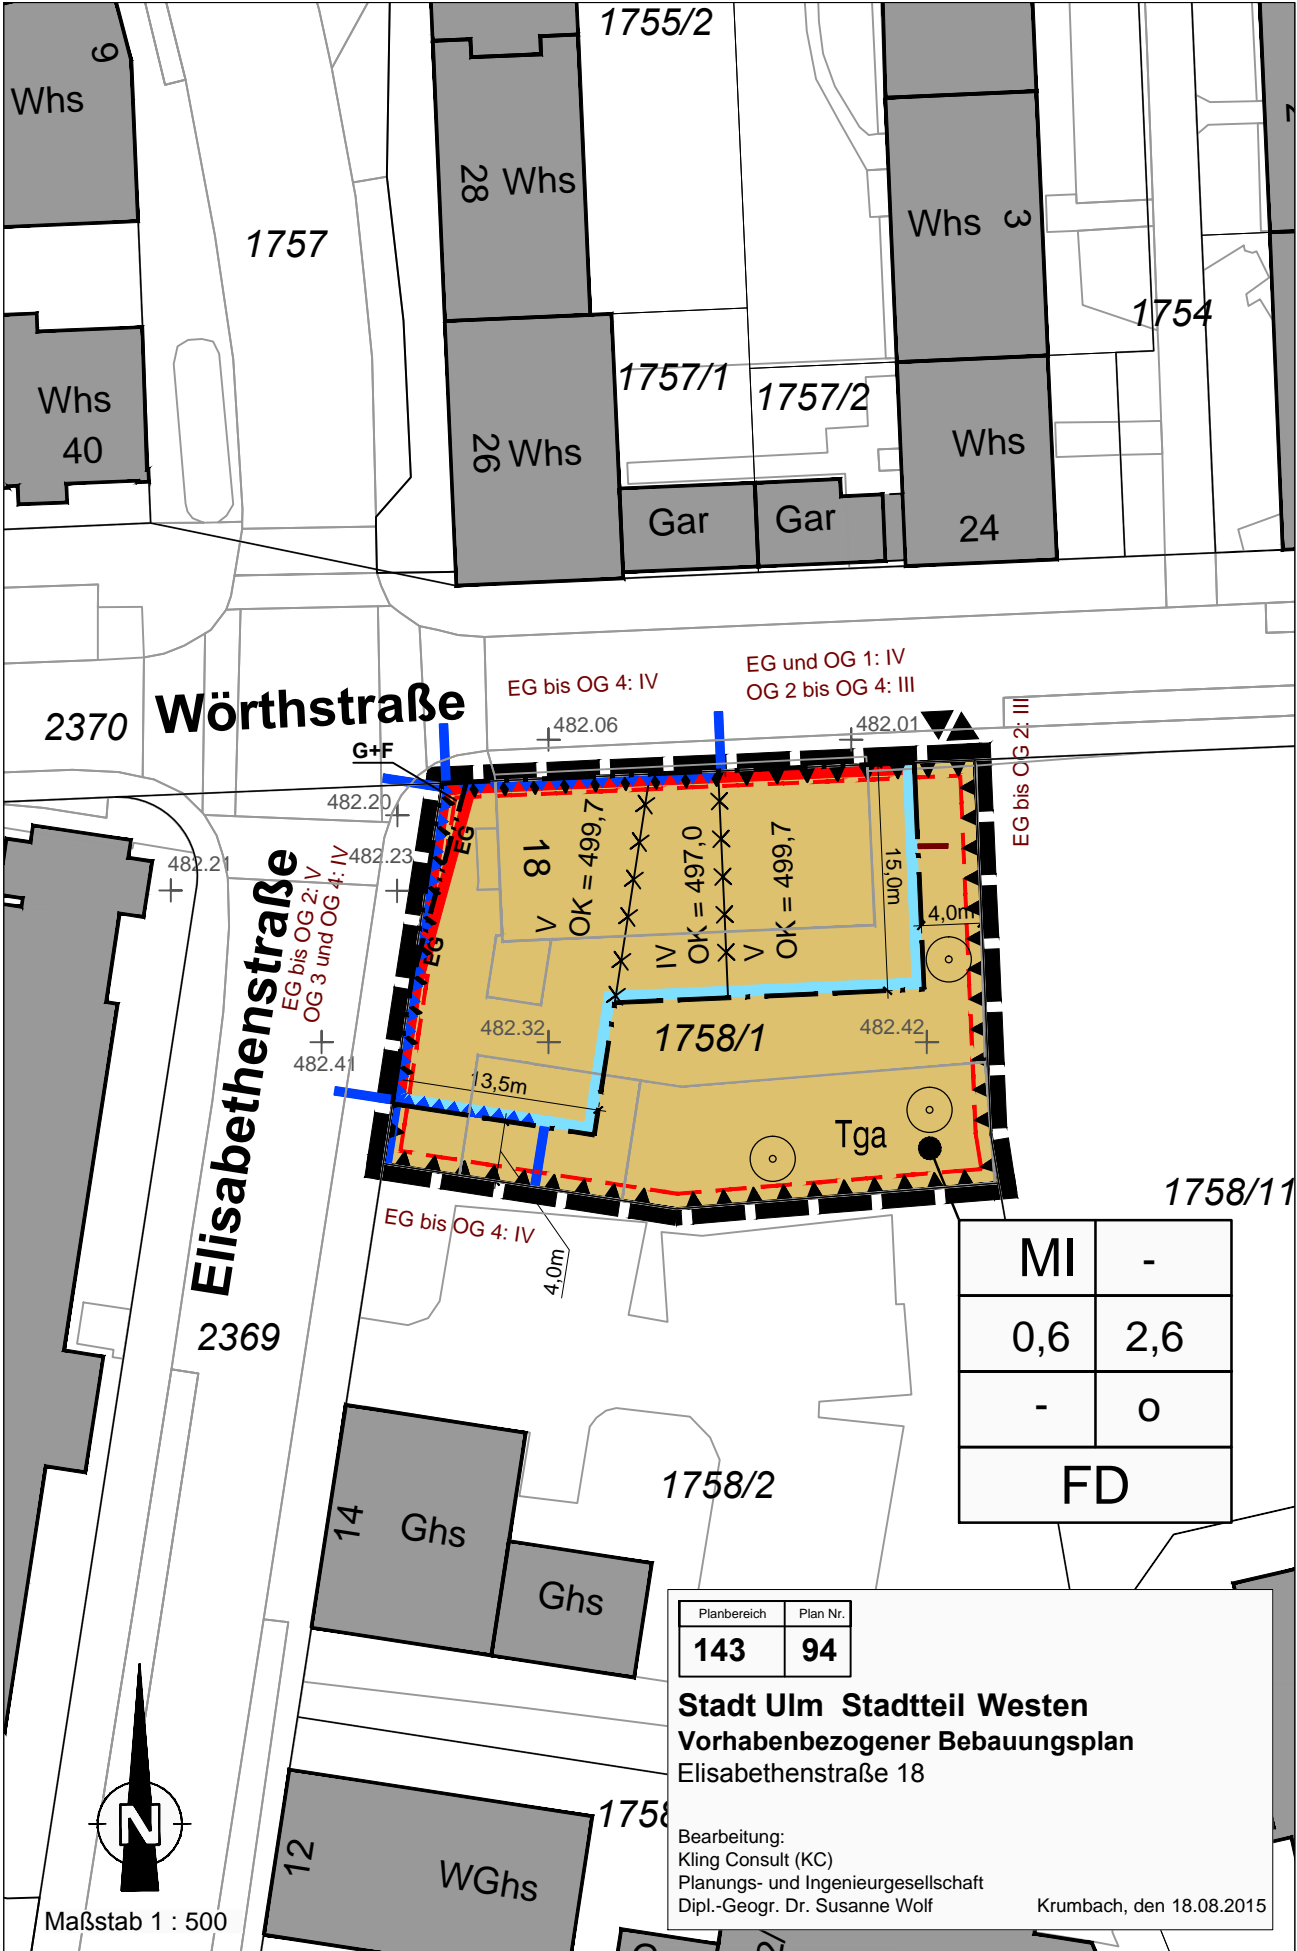 1755/2
9
Whs
28 Whs
Whs 3
1757
1754
Whs
40
1757/1
1757/2
26 Whs
Whs
24
Gar
Gar
EG bis OG 4: IV
EG und OG 1: IV
OG 2 bis OG 4: III
EG bis OG 2: III
2370
Wörthstraße
G+F
482.06
482.01
482.20
482.21
482.23
EG
EG
18
V
OK = 499,7
IV
OK = 497,0
V
OK = 499,7
15,0m
4,0m
EG bis OG 2: V
OG 3 und OG 4: IV
Elisabethenstraße
482.32
1758/1
482.42
482.41
13,5m
Tga
EG bis OG 4: IV
4,0m
1758/11
MI -
0,6 2,6
- o
FD
2369
1758/2
14 Ghs
Ghs
Planbereich Plan Nr.
143 94
Stadt Ulm Stadtteil Westen
Vorhabenbezogener Bebauungsplan
Elisabethenstraße 18
Bearbeitung:
Kling Consult (KC)
Planungs- und Ingenieurgesellschaft
Dipl.-Geogr. Dr. Susanne Wolf
Krumbach, den 18.08.2015
12 WGhs
N
Maßstab 1 : 500